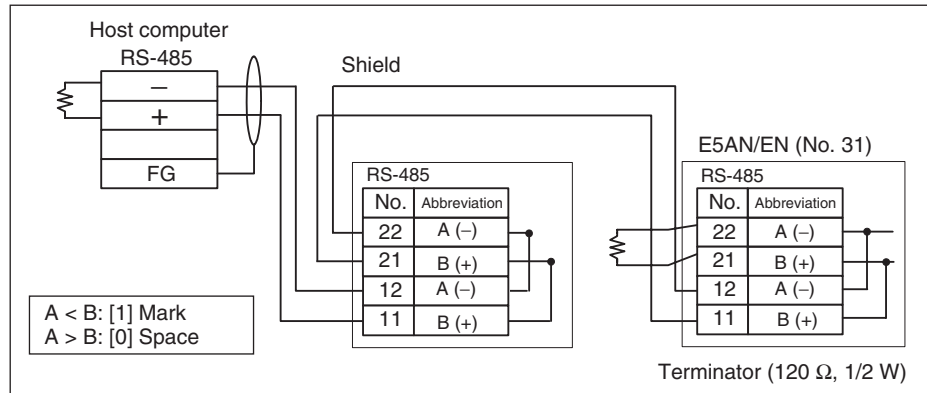 Host computer
RS-485
−
+
FG
Shield
RS-485
No. Abbreviation
22 A (−)
21 B (+)
12 A (−)
11 B (+)
E5AN/EN (No. 31)
RS-485
No. Abbreviation
22 A (−)
21 B (+)
12 A (−)
11 B (+)
A < B: [1] Mark
A > B: [0] Space
Terminator (120 Ω, 1/2 W)